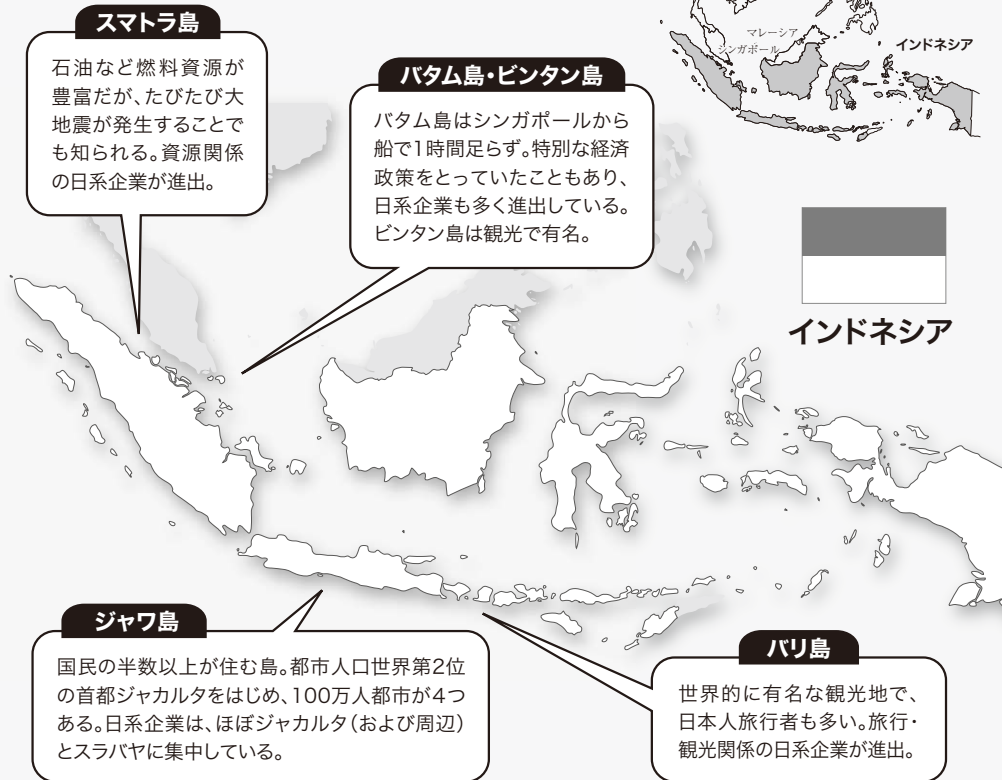 スマトラ島
石油など燃料資源が
豊富だが、たびたび大
地震が発生することで
も知られる。資源関係
の日系企業が進出。
バタム島・ビンタン島
バタム島はシンガポールから
船で1時間足らず。特別な経済
政策をとっていたこともあり、
日系企業も多く進出している。
ビンタン島は観光で有名。
マレーシア
シンガポール
インドネシア
インドネシア
ジャワ島
国民の半数以上が住む島。都市人口世界第2位
の首都ジャカルタをはじめ、100万人都市が4つ
ある。日系企業は、ほぼジャカルタ(および周辺)
とスラバヤに集中している。
バリ島
世界的に有名な観光地で、
日本人旅行者も多い。旅行・
観光関係の日系企業が進出。